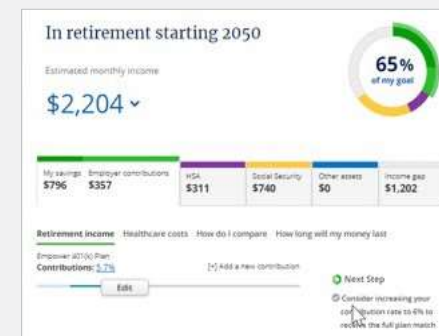 In retirement starting 2050
Estimated monthly income
$2,204
65%
of my goal
My savings Employer contributions HSA Social Security Other assets Income gap
$796 $357 $311 $740 $0 $1,202
Retirement income Healthcare costs How do I compare How long will my money last
Empower 401(k) Plan
Contributions: 5.7% [+] Add a new contribution
Edit
Next Step
Consider increasing your
contribution rate to 6% to
receive the full plan match